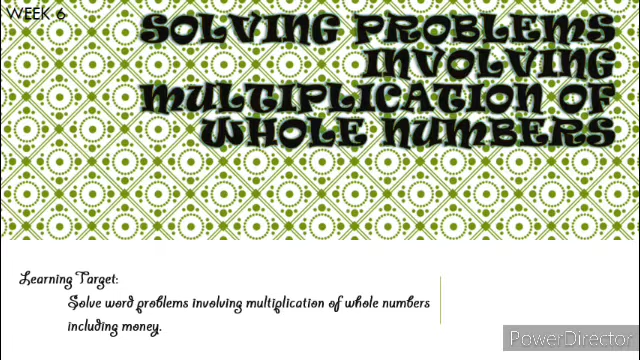 WEEK 6
SOLVING PROBLEMS
INVOLVING
MULTIPLICATION OF
WHOLE NUMBERS
Learning Target:
Solve word problems involving multiplication of whole numbers
including money.
PowerDirector